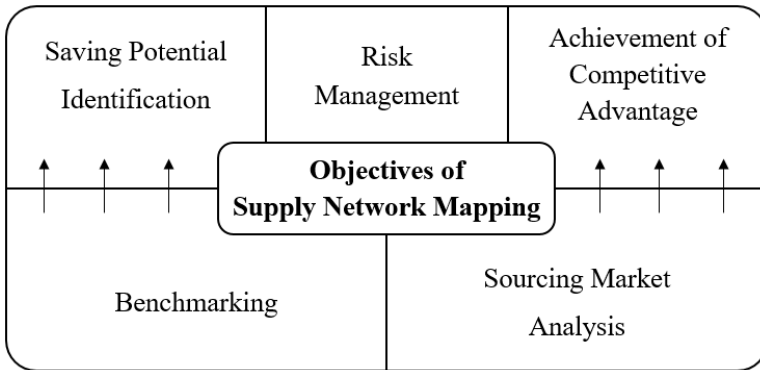 Saving Potential
Identification
Risk
Management
Achievement of
Competitive
Advantage
Objectives of
Supply Network Mapping
Benchmarking
Sourcing Market
Analysis